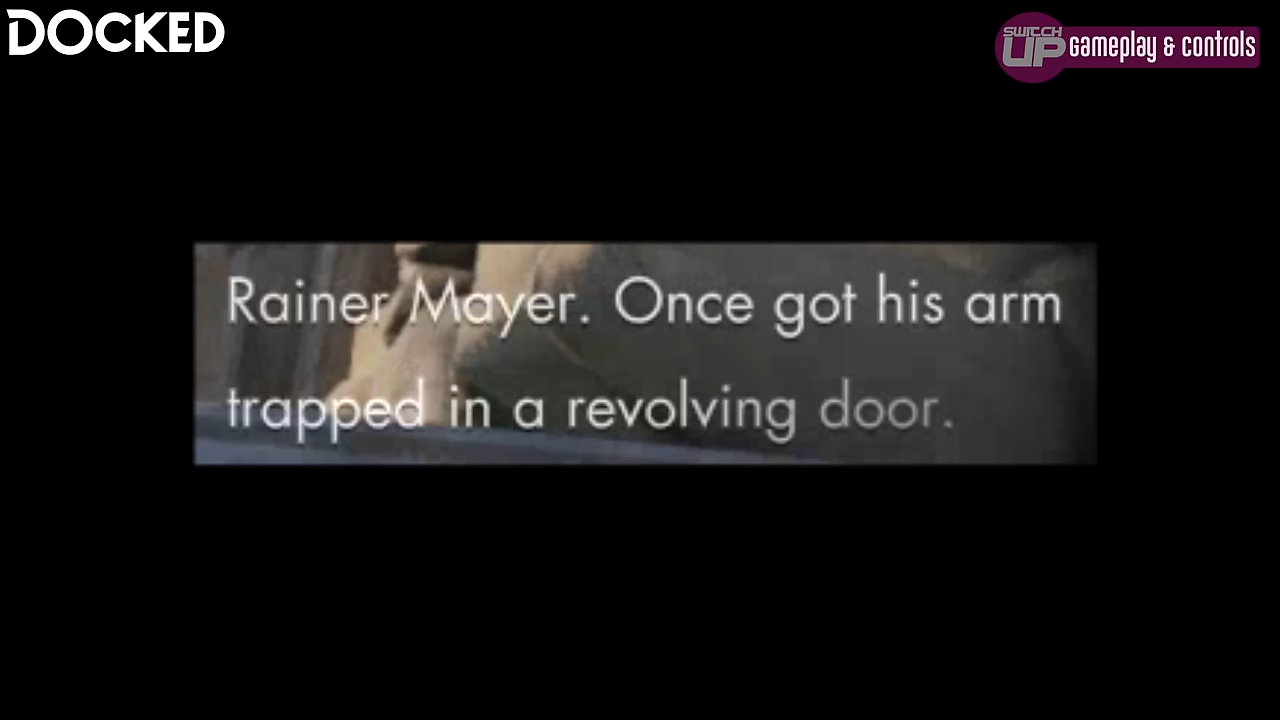 DOCKED
SWITCH
UP gameplay & controls
Rainer Mayer. Once got his arm
trapped in a revolving door.